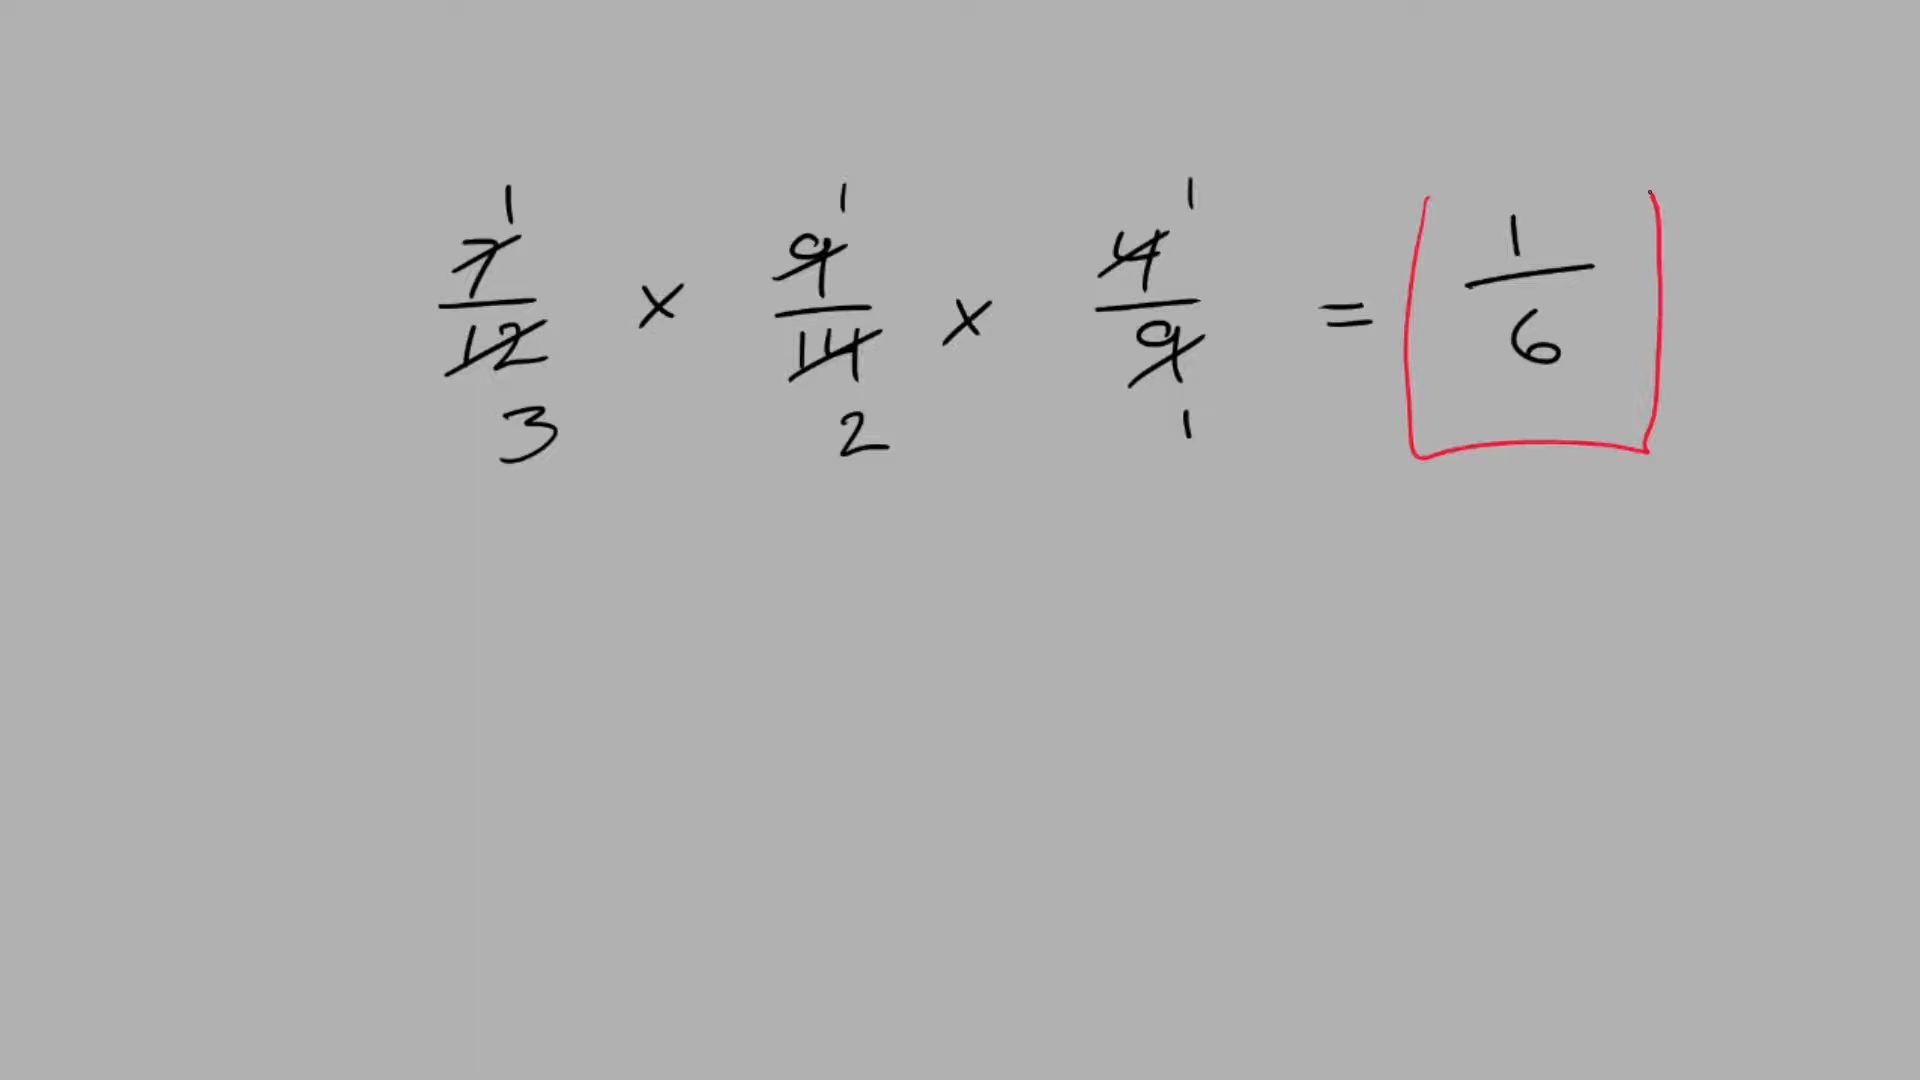 1 1 1
7/12 × 9/14 × 4/9 = 1/6
3 2 1